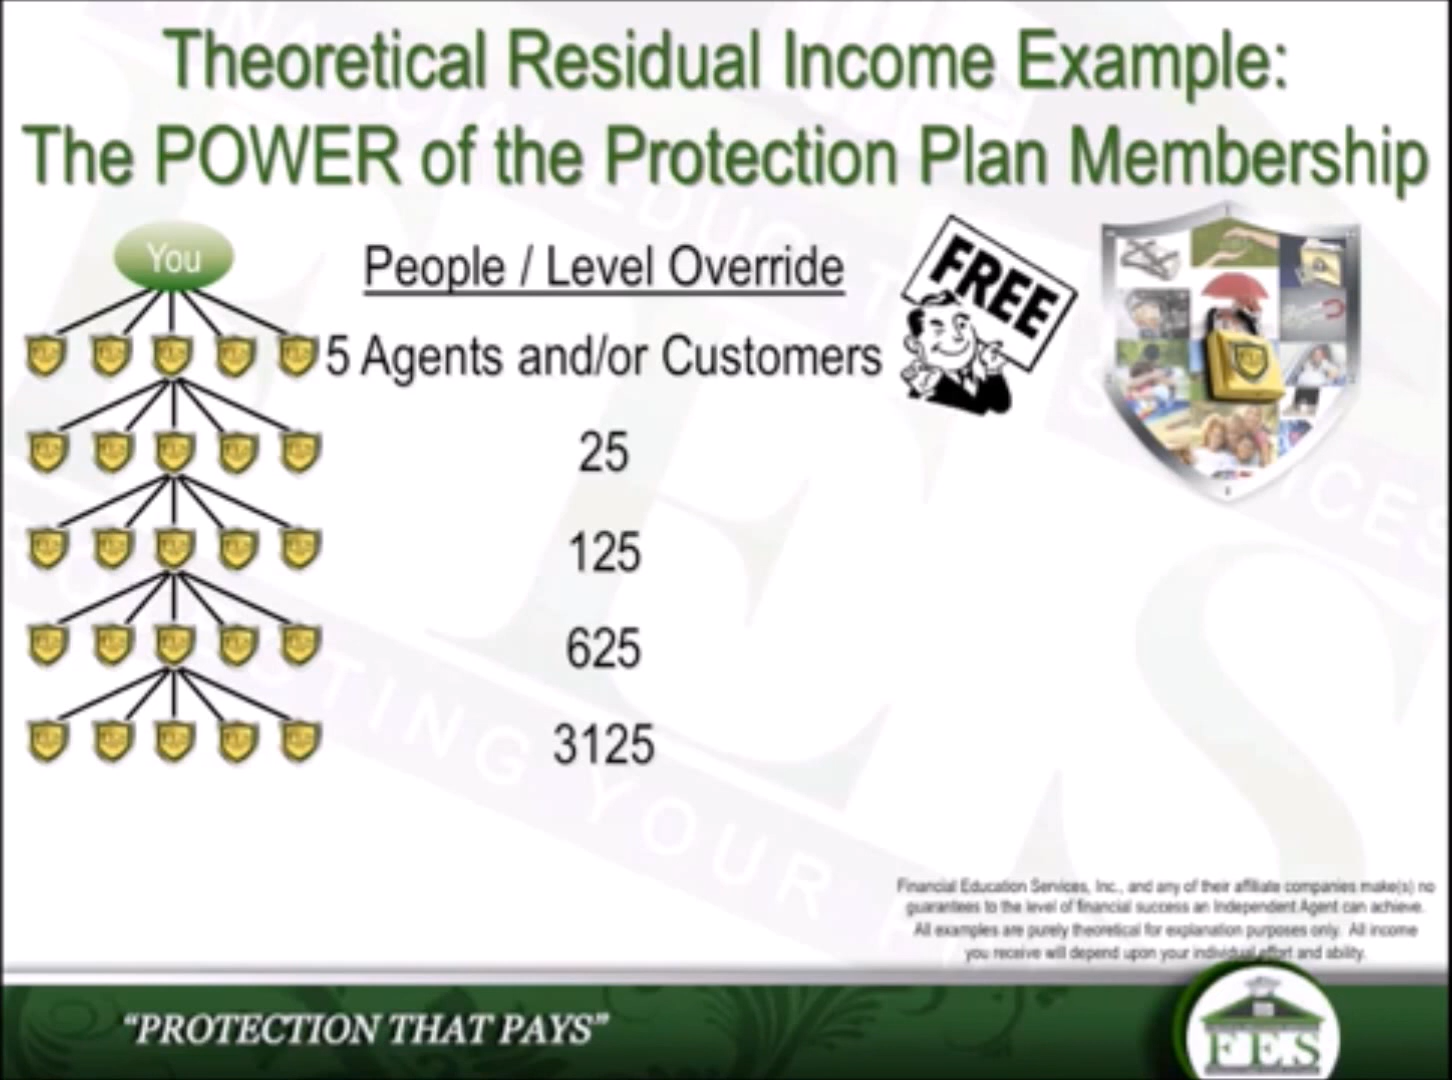 Theoretical Residual Income Example:
The POWER of the Protection Plan Membership
You
People / Level Override
FREE
5 Agents and/or Customers
25
125
625
3125
Financial Education Services, Inc., and any of their affiliate companies make(s) no
guarantees to the level of financial success an Independent Agent can achieve.
All examples are purely theoretical for explanation purposes only. All income
you receive will depend upon your individual effort and ability.
"PROTECTION THAT PAYS"
FES